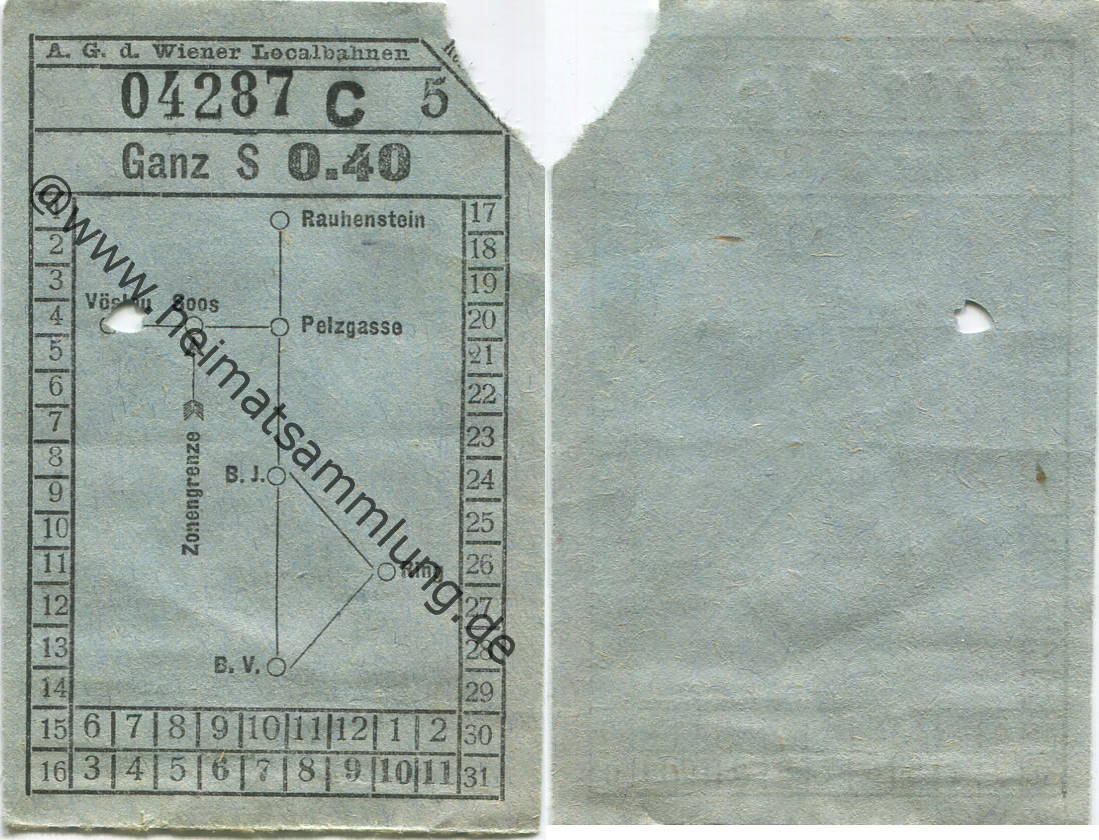 A. G. d. Wiener Localbahnen
04287 C 5
Ganz S 0.40
1 17
2 18
3 19
4 20
5 21
6 22
7 23
8 24
9 25
10 26
11 27
12 28
13 29
14
Rauhenstein
Vöslau Soos
Pelzgasse
Zonengrenze
B. J.
Ring
B. V.
15 6 7 8 9 10 11 12 1 2 30
16 3 4 5 6 7 8 9 10 11 31
@www.heimatsammlung.de